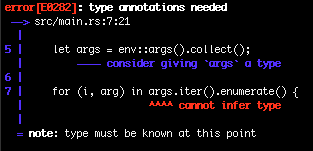 error[E0282]: type annotations needed
--> src/main.rs:7:21
|
5 | let args = env::args().collect();
| ---- consider giving `args` a type
6 |
7 | for (i, arg) in args.iter().enumerate() {
| ^^^^ cannot infer type
|
= note: type must be known at this point